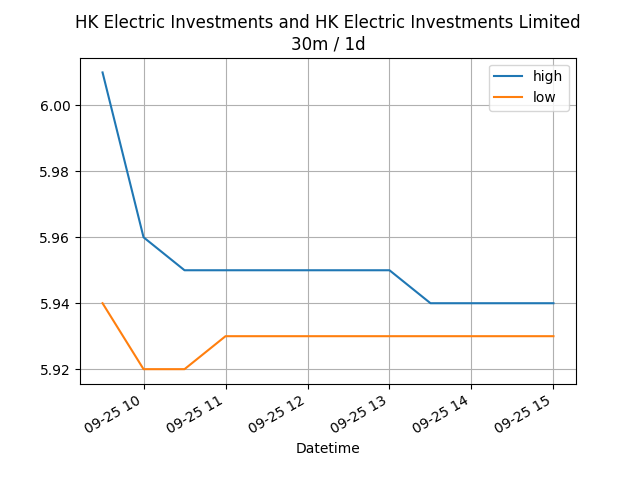 HK Electric Investments and HK Electric Investments Limited
30m / 1d
high
low
6.00
5.98
5.96
5.94
5.92
09-25 10
09-25 11
09-25 12
09-25 13
09-25 14
09-25 15
Datetime